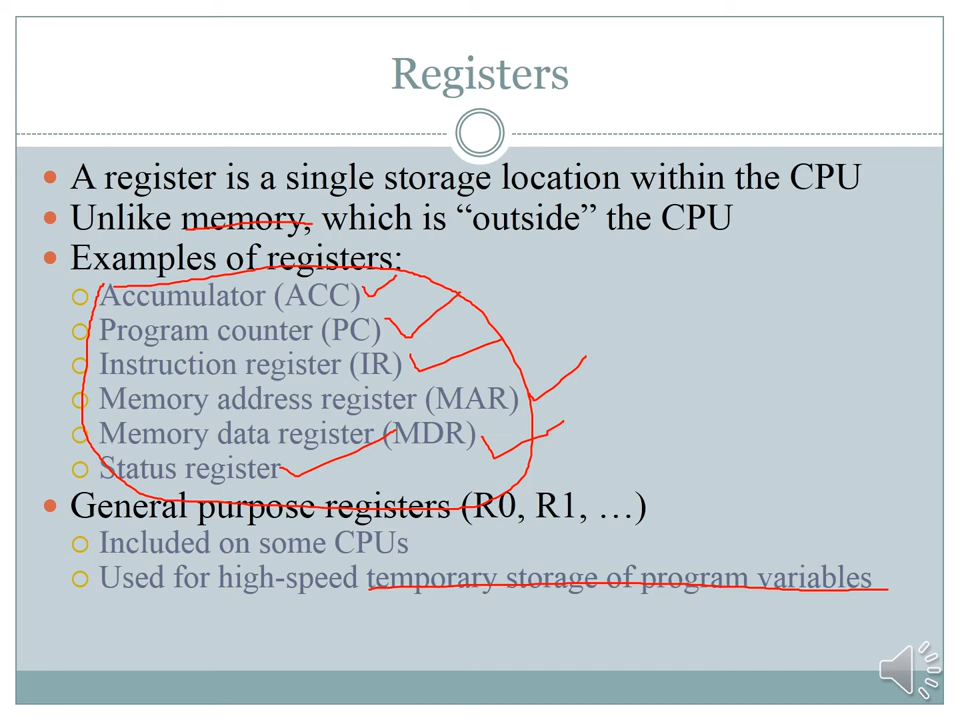 Registers
A register is a single storage location within the CPU
Unlike memory, which is “outside” the CPU
Examples of registers:
Accumulator (ACC)
Program counter (PC)
Instruction register (IR)
Memory address register (MAR)
Memory data register (MDR)
Status register
General purpose registers (R0, R1, …)
Included on some CPUs
Used for high-speed temporary storage of program variables